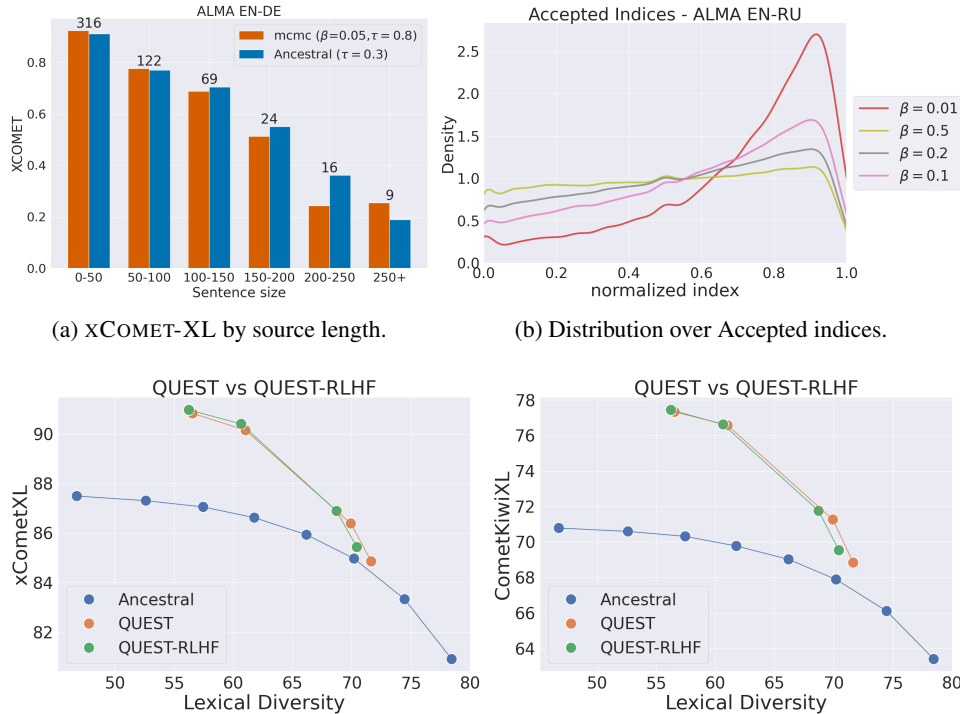 ALMA EN-DE
316
122
69
24
16
9
mcmc (β=0.05,τ = 0.8)
Ancestral (τ = 0.3)
XCOMET
0.8
0.6
0.4
0.2
0.0
0-50
50-100
100-150
150-200
200-250
250+
Sentence size
(a) XCOMET-XL by source length.
Accepted Indices - ALMA EN-RU
Density
2.5
2.0
1.5
1.0
0.5
0.0
0.0
0.2
0.4
0.6
0.8
1.0
normalized index
β = 0.01
β = 0.5
β = 0.2
β = 0.1
(b) Distribution over Accepted indices.
QUEST vs QUEST-RLHF
xCometXL
90
88
86
84
82
Ancestral
QUEST
QUEST-RLHF
50
55
60
65
70
75
80
Lexical Diversity
QUEST vs QUEST-RLHF
CometKiwiXL
78
76
74
72
70
68
66
64
Ancestral
QUEST
QUEST-RLHF
50
55
60
65
70
75
80
Lexical Diversity